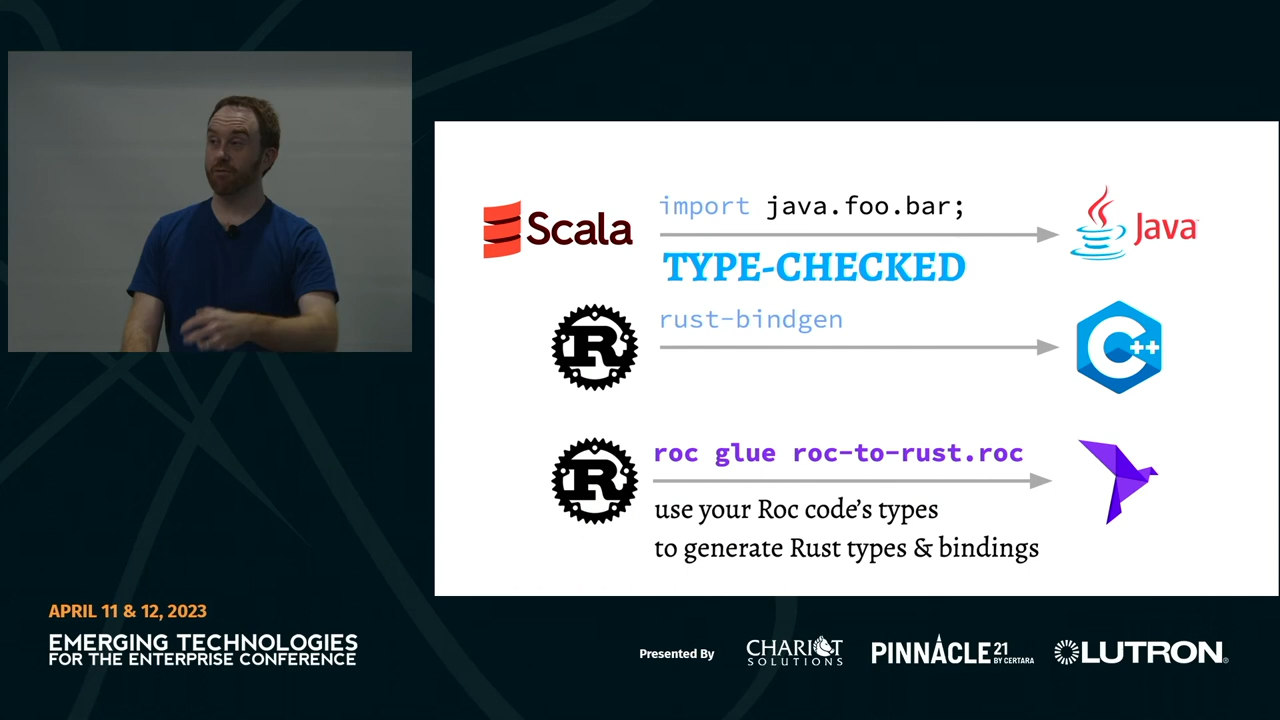 Scala
import java.foo.bar;
Java
TYPE-CHECKED
R
rust-bindgen
C++
R
roc glue roc-to-rust.roc
use your Roc code’s types
to generate Rust types & bindings
APRIL 11 & 12, 2023
EMERGING TECHNOLOGIES
FOR THE ENTERPRISE CONFERENCE
Presented By
CHARIOT
SOLUTIONS
PINNACLE 21
BY CERTARA
LUTRON®